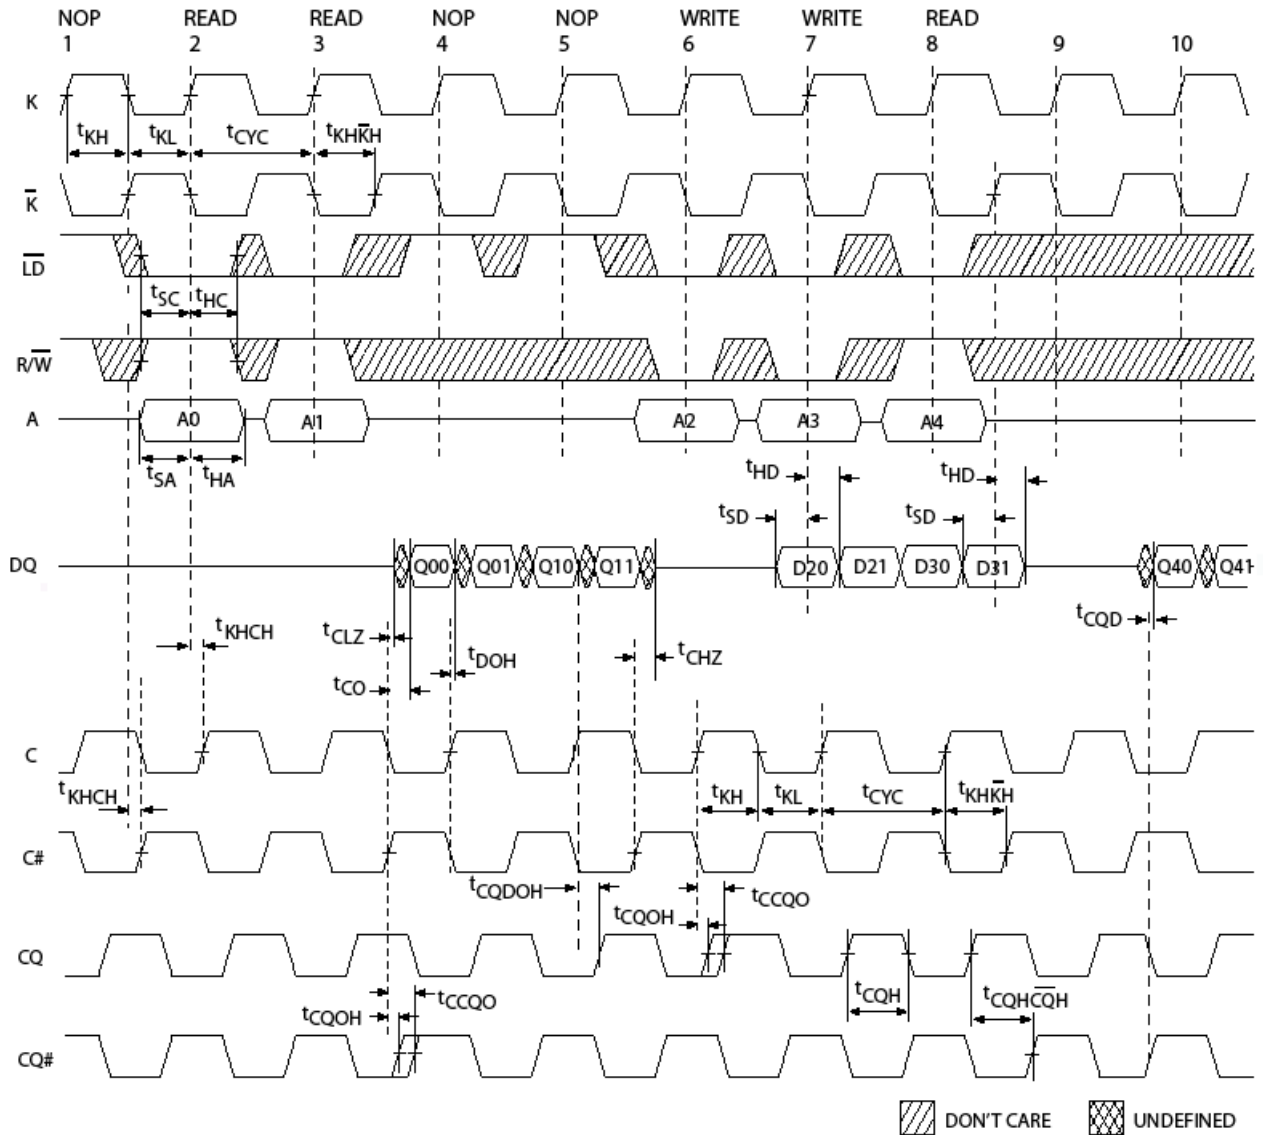 NOP READ READ NOP NOP WRITE WRITE READ
1 2 3 4 5 6 7 8 9 10
K
tKH tKL tCYC tKHK̅H
K̅
L̅D̅
tSC tHC
R/W̅
A A0 A1 A2 A3 A4
tSA tHA tHD tHD
tSD tSD
DQ Q00 Q01 Q10 Q11 D20 D21 D30 D31 Q40 Q41
tKHCH tCLZ tDOH tCHZ tCQD
tCO
C
tKHCH tKH tKL tCYC tKHK̅H
C#
tCQDOH tCQOH tCCQO
CQ
tCQOH tCCQO tCQH tCQHC̅Q̅H
CQ#
DON'T CARE UNDEFINED